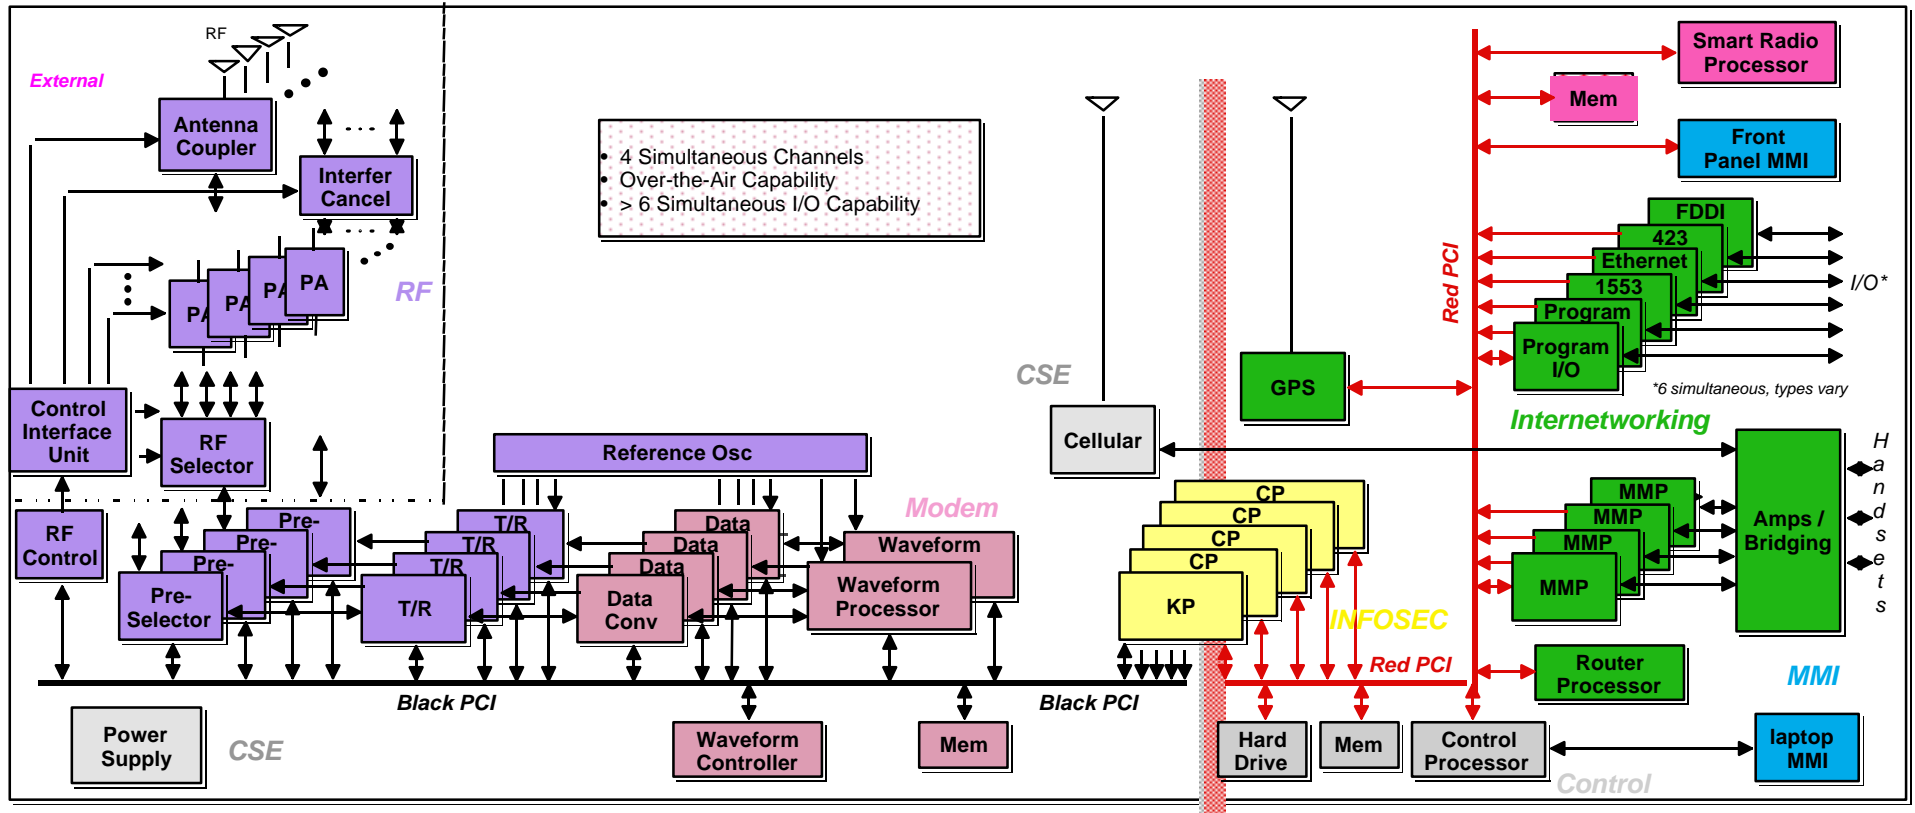 RF
External
Antenna
Coupler
Interfer
Cancel
PA
PA
PA
PA
RF
Control
Interface
Unit
RF
Selector
RF
Control
Pre-
Pre-
Pre-
Pre-
Selector
T/R
T/R
T/R
T/R
Reference Osc
Data
Data
Data
Data
Conv
Modem
Waveform
Waveform
Processor
• 4 Simultaneous Channels
• Over-the-Air Capability
• > 6 Simultaneous I/O Capability
CSE
Cellular
GPS
CP
CP
CP
CP
KP
INFOSEC
Red PCI
Black PCI
Black PCI
Power
Supply
CSE
Waveform
Controller
Mem
Hard
Drive
Mem
Control
Processor
Control
Red PCI
Smart Radio
Processor
Mem
Front
Panel MMI
FDDI
423
Ethernet
1553
Program
Program
I/O
I/O*
*6 simultaneous, types vary
Internetworking
MMP
MMP
MMP
MMP
Amps /
Bridging
Handsets
Router
Processor
MMI
laptop
MMI